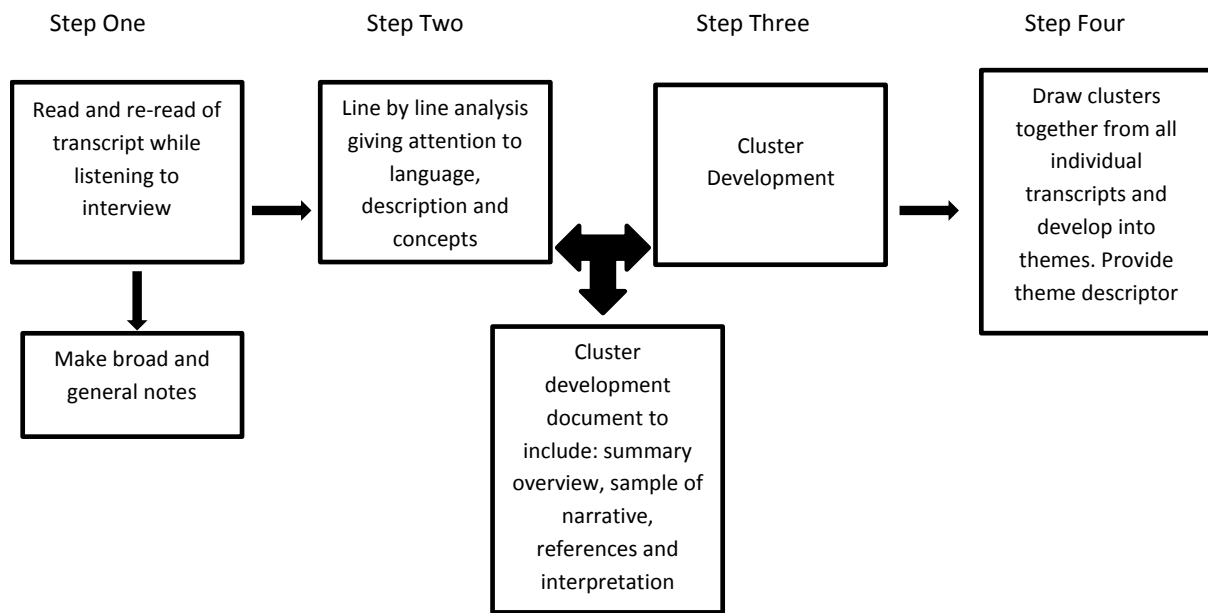 Step One
Step Two
Step Three
Step Four
Read and re-read of
transcript while
listening to
interview
Make broad and
general notes
Line by line analysis
giving attention to
language,
description and
concepts
Cluster
development
document to
include: summary
overview, sample of
narrative,
references and
interpretation
Cluster
Development
Draw clusters
together from all
individual
transcripts and
develop into
themes. Provide
theme descriptor